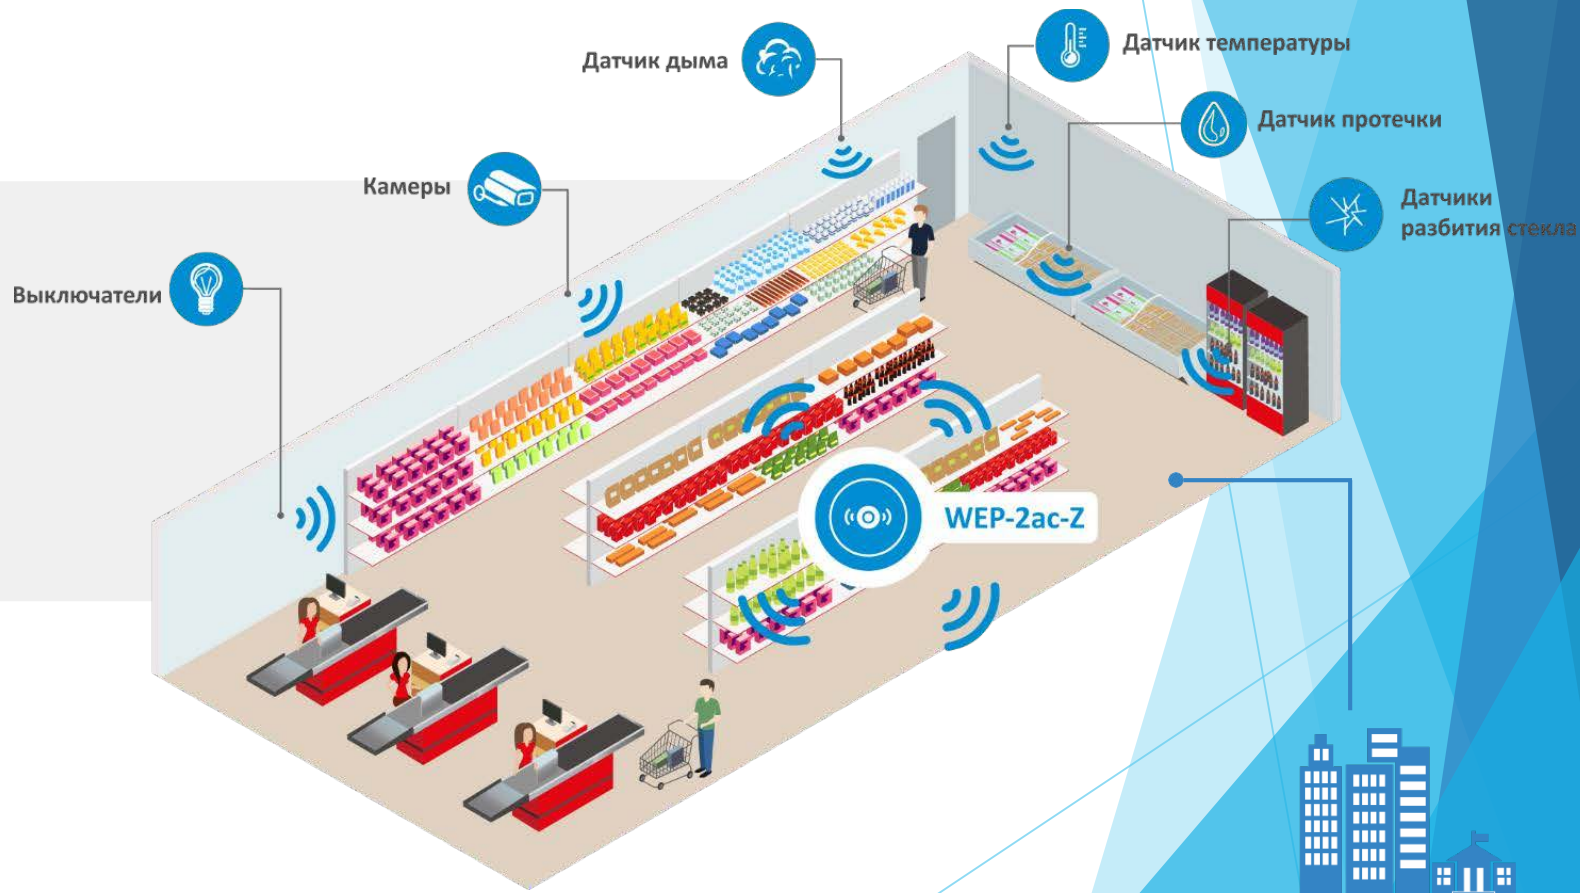 Датчик дыма
Датчик температуры
Датчик протечки
Камеры
Датчики
разбития стекла
Выключатели
WEP-2ac-Z